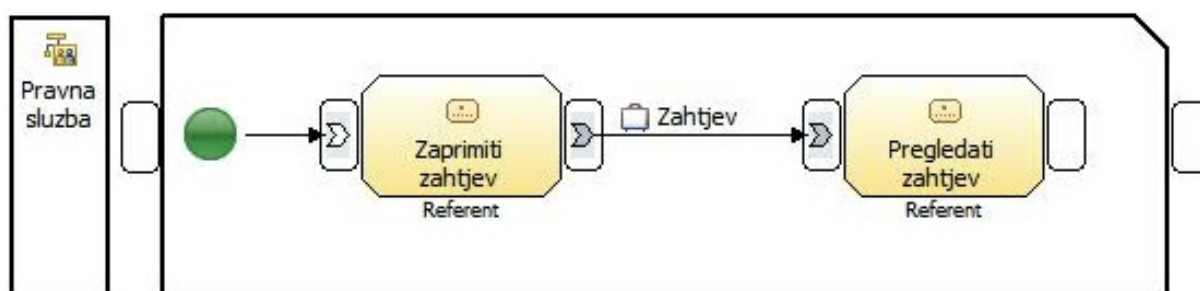 Pravna
sluzba
Zaprimiti
zahtjev
Referent
Zahtjev
Pregledati
zahtjev
Referent